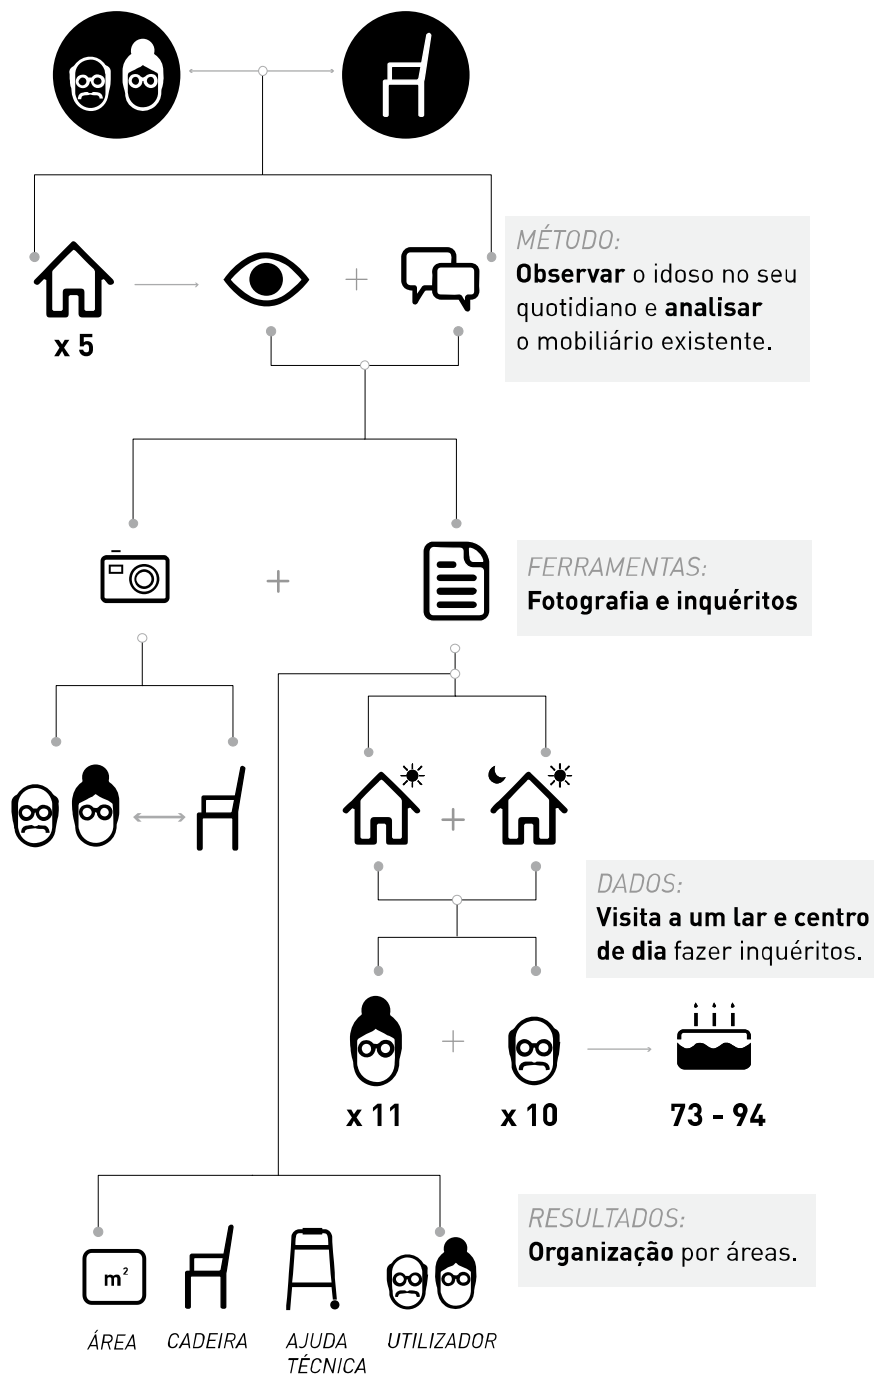 MÉTODO:
Observar o idoso no seu
quotidiano e analisar
o mobiliário existente.
x 5
FERRAMENTAS:
Fotografia e inquéritos
DADOS:
Visita a um lar e centro
de dia fazer inquéritos.
x 11
x 10
73 - 94
RESULTADOS:
Organização por áreas.
m²
ÁREA
CADEIRA
AJUDA
TÉCNICA
UTILIZADOR